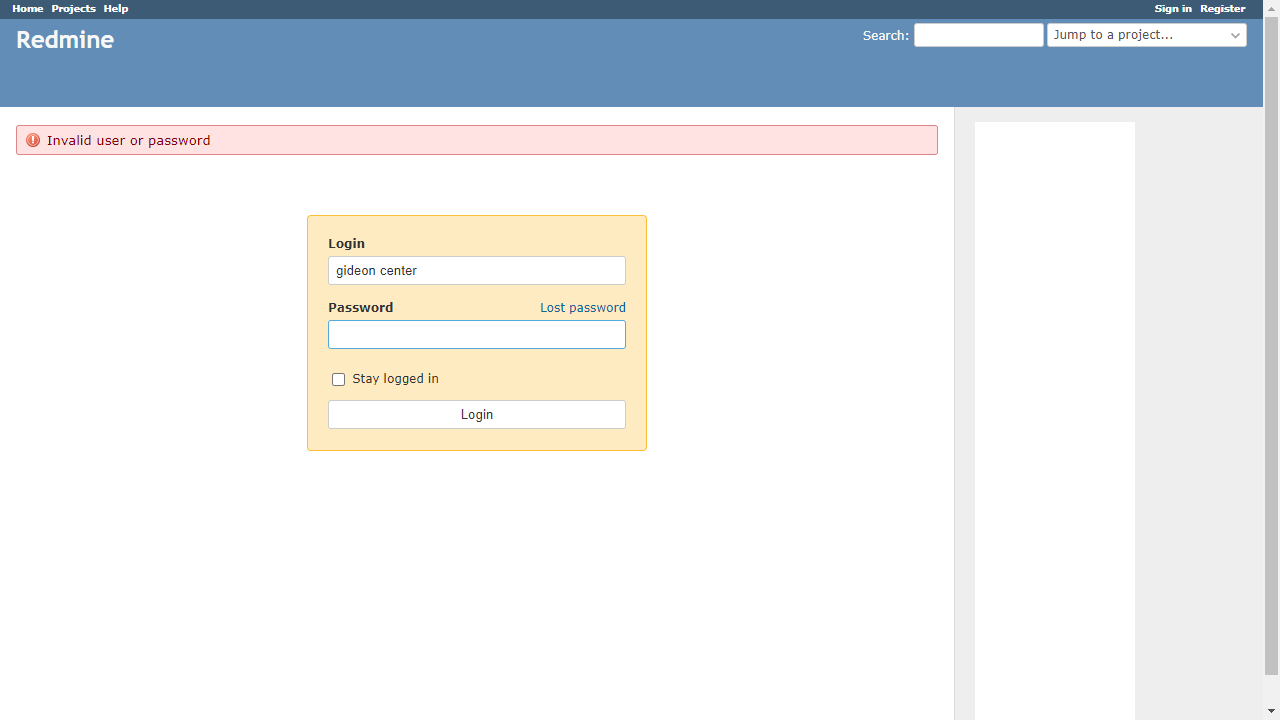 Home Projects Help Sign in Register
Redmine
Search: Jump to a project...
Invalid user or password
Login
gideon center
Password Lost password
Stay logged in
Login